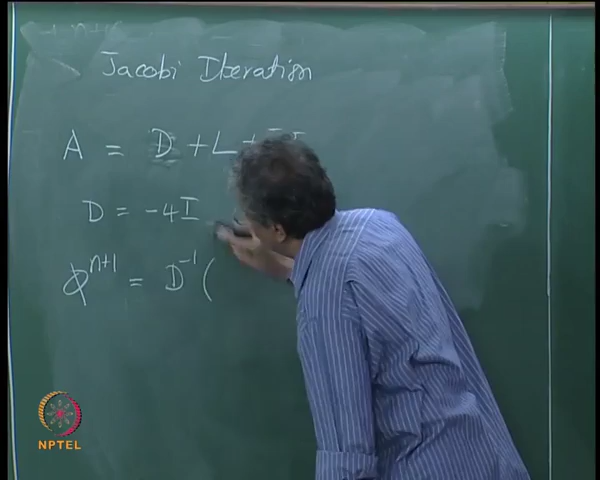 Jacobi Iteration
A = D + L +
D = -4I
φ^{n+1} = D^{-1} (
NPTEL